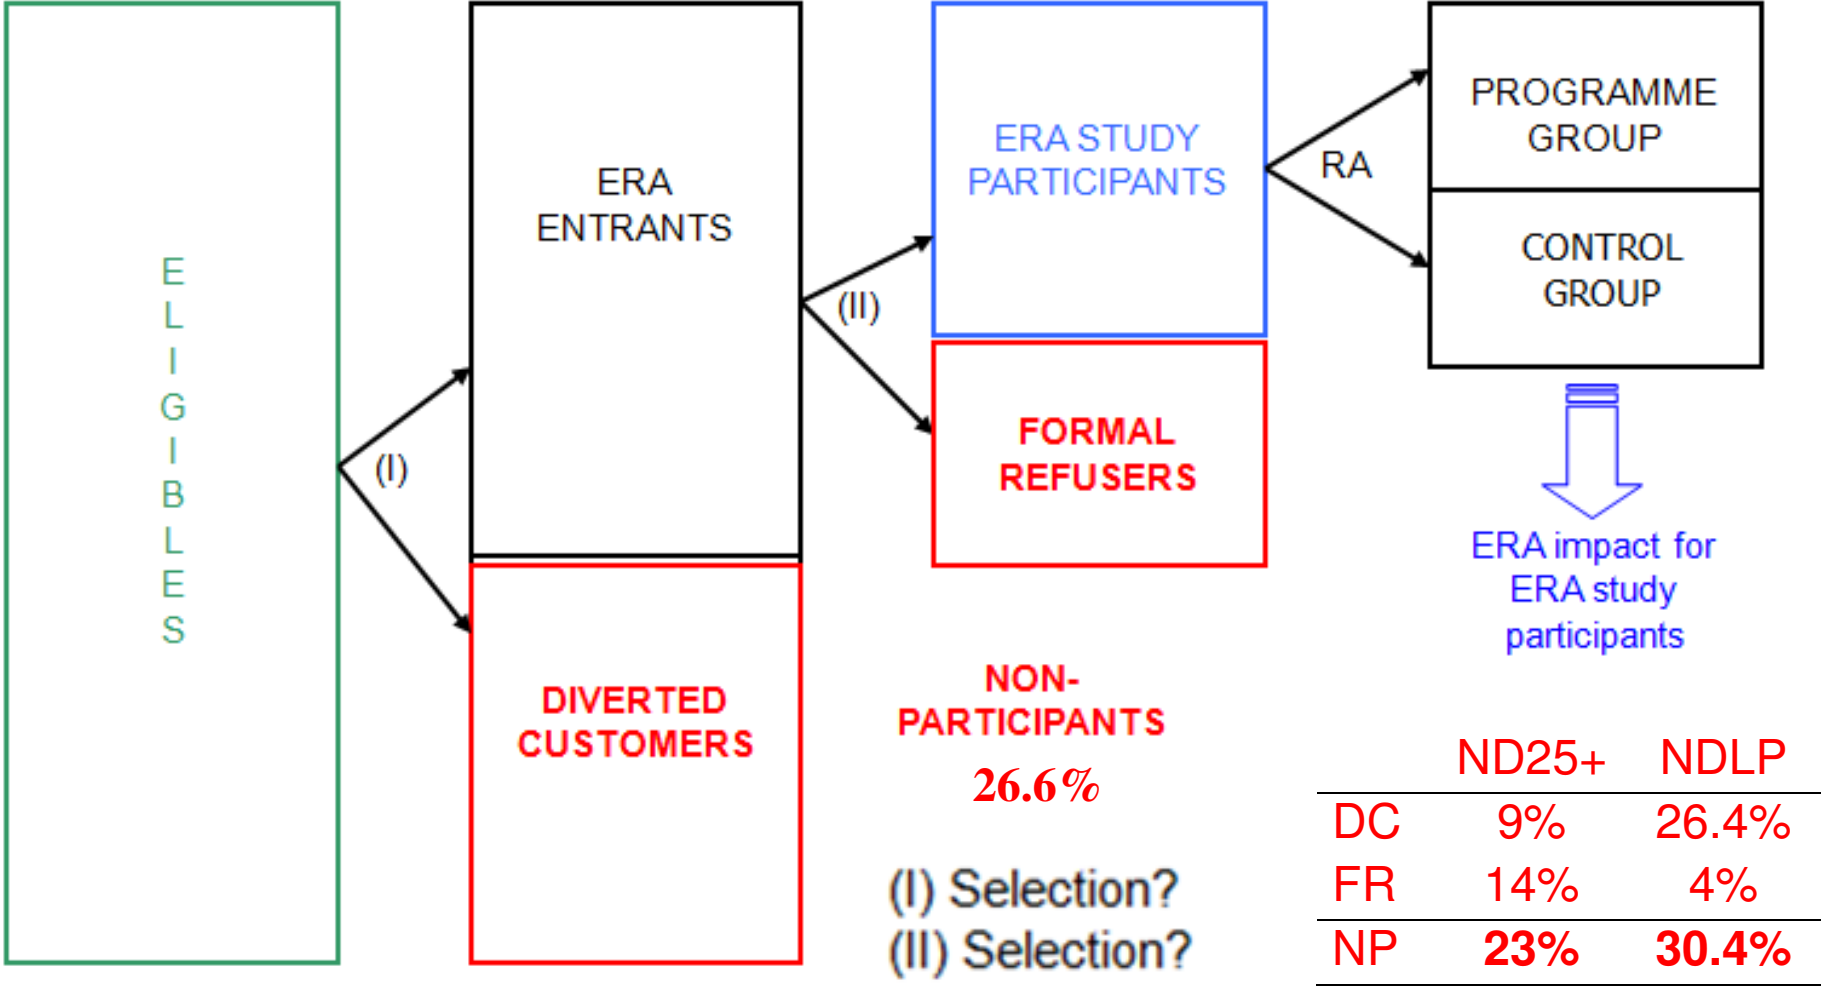 E
L
I
G
I
B
L
E
S
(I)
ERA
ENTRANTS
DIVERTED
CUSTOMERS
(II)
ERA STUDY
PARTICIPANTS
FORMAL
REFUSERS
NON-
PARTICIPANTS
26.6%
(I) Selection?
(II) Selection?
RA
PROGRAMME
GROUP
CONTROL
GROUP
ERA impact for
ERA study
participants
ND25+ NDLP
DC 9% 26.4%
FR 14% 4%
NP 23% 30.4%